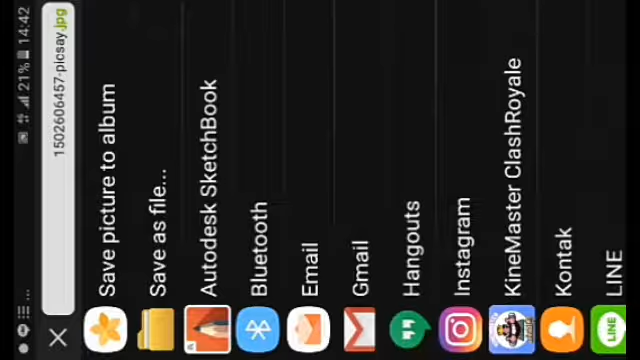 21% 14:42
1502606457-picsay.jpg
Save picture to album
Save as file...
Autodesk SketchBook
Bluetooth
Email
Gmail
Hangouts
Instagram
KineMaster ClashRoyale
Kontak
LINE
LINE